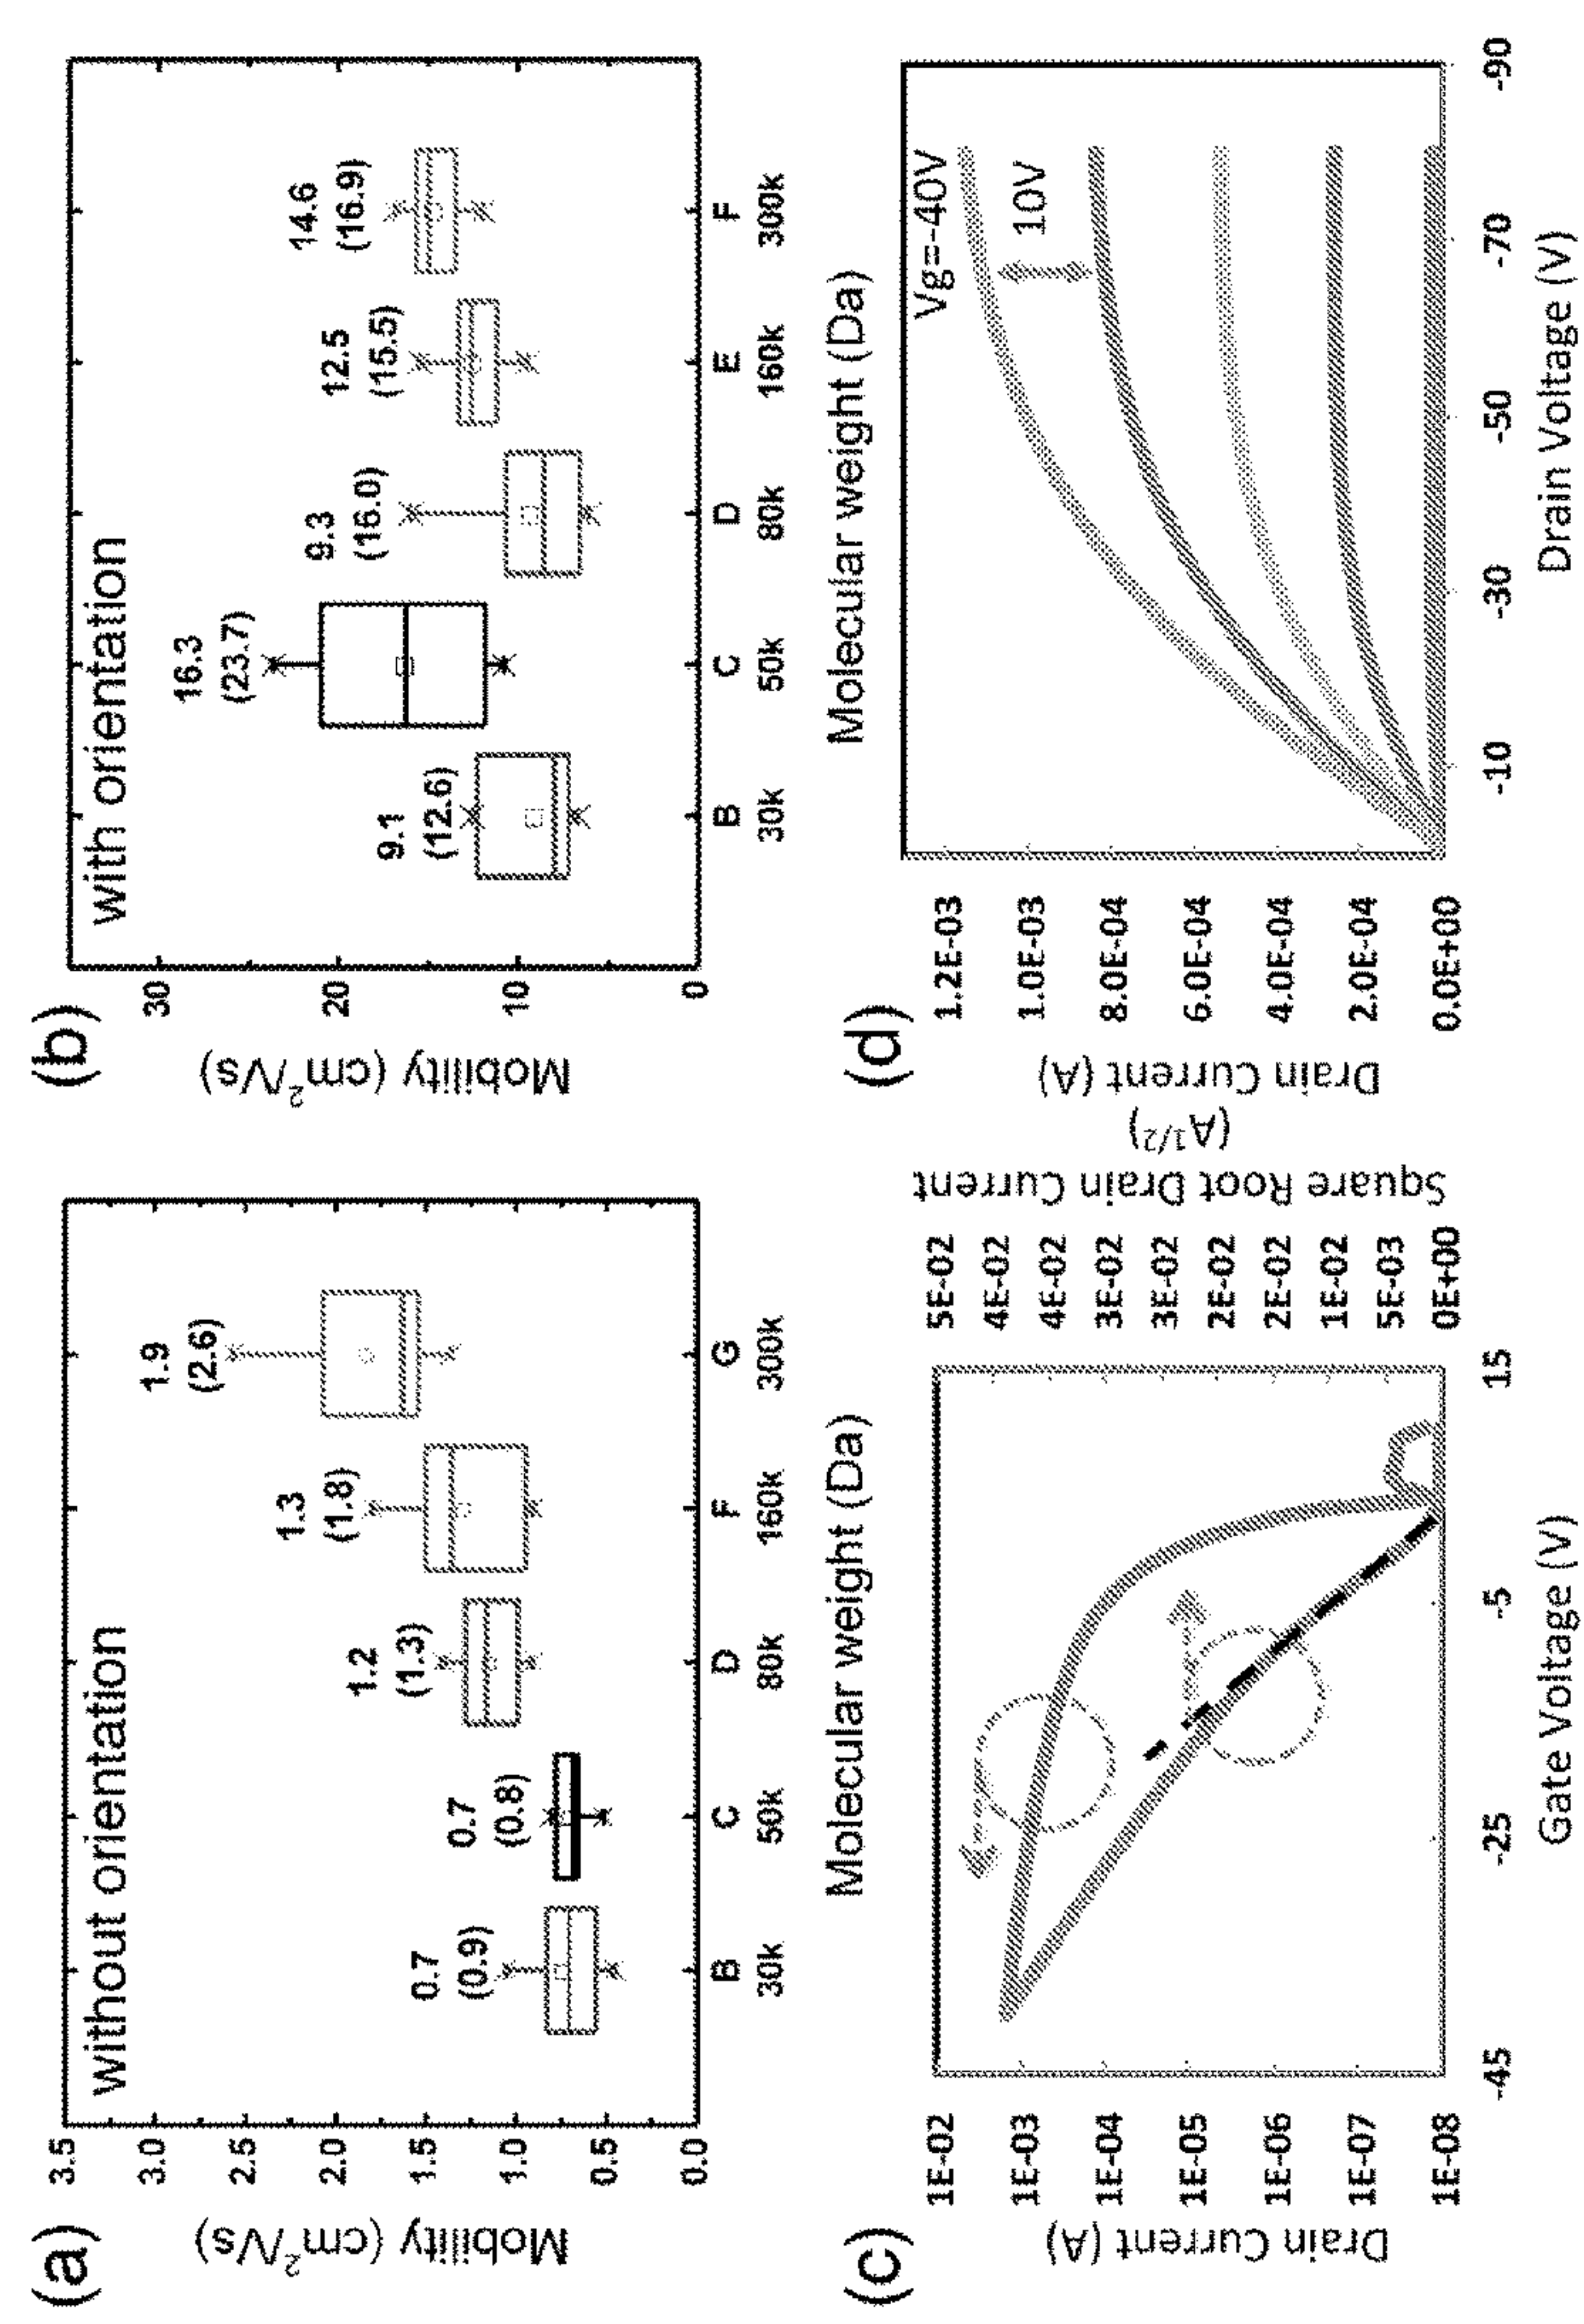 (a)
Mobility (cm²/Vs)
3.5
3.0
2.5
2.0
1.5
1.0
0.5
0.0
without orientation
0.7
(0.9)
0.7
(0.8)
1.2
(1.3)
1.3
(1.8)
1.9
(2.6)
B C D F G
30k 50k 80k 160k 300k
Molecular weight (Da)
(b)
Mobility (cm²/Vs)
30
20
10
0
with orientation
9.1
(12.6)
16.3
(23.7)
9.3
(16.0)
12.5
(15.5)
14.6
(16.9)
B C D E F
30k 50k 80k 160k 300k
Molecular weight (Da)
(c)
Drain Current (A)
1E-02
1E-03
1E-04
1E-05
1E-06
1E-07
1E-08
-45 -25 -5 15
Gate Voltage (V)
5E-02
4E-02
4E-02
3E-02
3E-02
2E-02
2E-02
1E-02
5E-03
0E+00
Square Root Drain Current
(A¹/²)
(d)
Drain Current (A)
1.2E-03
1.0E-03
8.0E-04
6.0E-04
4.0E-04
2.0E-04
0.0E+00
Vg=-40V
10V
-10 -30 -50 -70 -90
Drain Voltage (V)